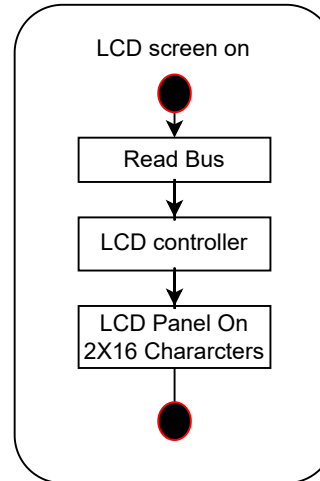 LCD screen on
Read Bus
LCD controller
LCD Panel On
2X16 Chararcters